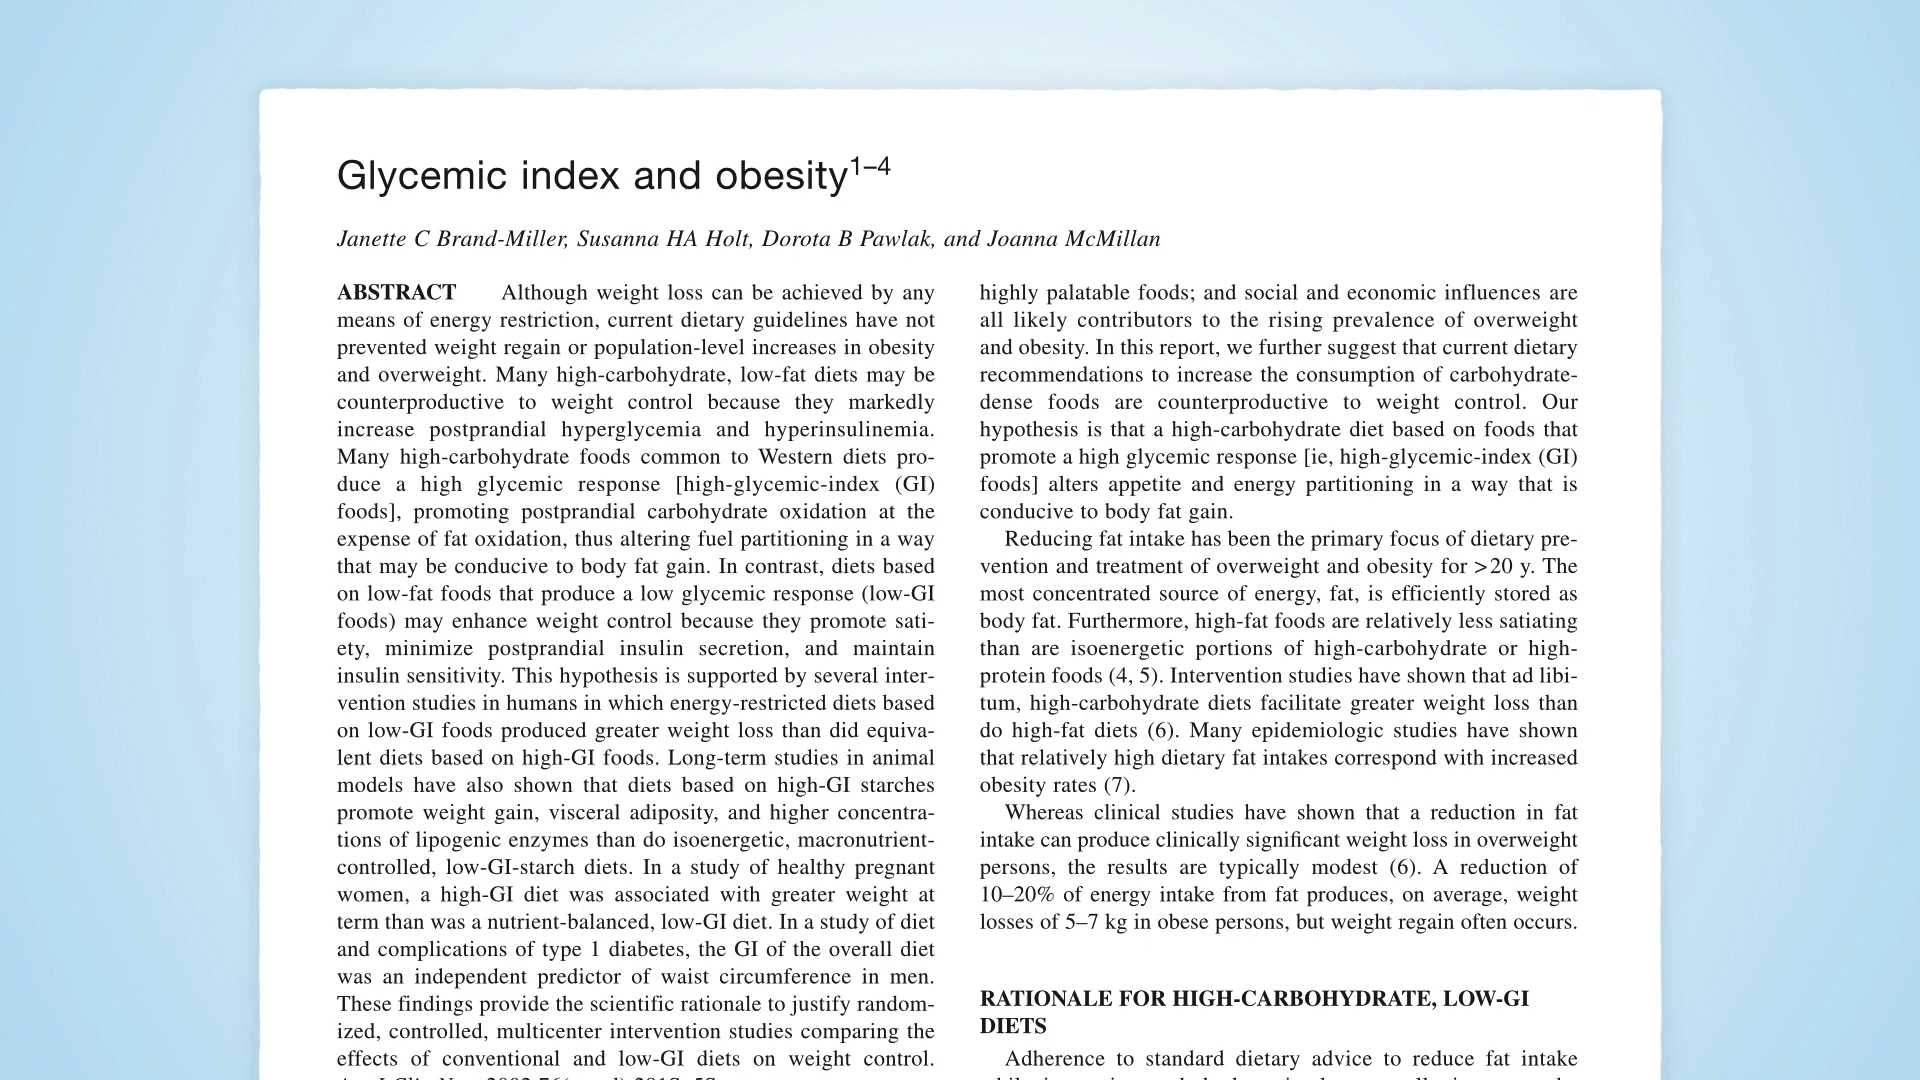 Glycemic index and obesity1–4
Janette C Brand-Miller, Susanna HA Holt, Dorota B Pawlak, and Joanna McMillan
ABSTRACT Although weight loss can be achieved by any
means of energy restriction, current dietary guidelines have not
prevented weight regain or population-level increases in obesity
and overweight. Many high-carbohydrate, low-fat diets may be
counterproductive to weight control because they markedly
increase postprandial hyperglycemia and hyperinsulinemia.
Many high-carbohydrate foods common to Western diets pro-
duce a high glycemic response [high-glycemic-index (GI)
foods], promoting postprandial carbohydrate oxidation at the
expense of fat oxidation, thus altering fuel partitioning in a way
that may be conducive to body fat gain. In contrast, diets based
on low-fat foods that produce a low glycemic response (low-GI
foods) may enhance weight control because they promote sati-
ety, minimize postprandial insulin secretion, and maintain
insulin sensitivity. This hypothesis is supported by several inter-
vention studies in humans in which energy-restricted diets based
on low-GI foods produced greater weight loss than did equiva-
lent diets based on high-GI foods. Long-term studies in animal
models have also shown that diets based on high-GI starches
promote weight gain, visceral adiposity, and higher concentra-
tions of lipogenic enzymes than do isoenergetic, macronutrient-
controlled, low-GI-starch diets. In a study of healthy pregnant
women, a high-GI diet was associated with greater weight at
term than was a nutrient-balanced, low-GI diet. In a study of diet
and complications of type 1 diabetes, the GI of the overall diet
was an independent predictor of waist circumference in men.
These findings provide the scientific rationale to justify random-
ized, controlled, multicenter intervention studies comparing the
effects of conventional and low-GI diets on weight control.
highly palatable foods; and social and economic influences are
all likely contributors to the rising prevalence of overweight
and obesity. In this report, we further suggest that current dietary
recommendations to increase the consumption of carbohydrate-
dense foods are counterproductive to weight control. Our
hypothesis is that a high-carbohydrate diet based on foods that
promote a high glycemic response [ie, high-glycemic-index (GI)
foods] alters appetite and energy partitioning in a way that is
conducive to body fat gain.
Reducing fat intake has been the primary focus of dietary pre-
vention and treatment of overweight and obesity for >20 y. The
most concentrated source of energy, fat, is efficiently stored as
body fat. Furthermore, high-fat foods are relatively less satiating
than are isoenergetic portions of high-carbohydrate or high-
protein foods (4, 5). Intervention studies have shown that ad libi-
tum, high-carbohydrate diets facilitate greater weight loss than
do high-fat diets (6). Many epidemiologic studies have shown
that relatively high dietary fat intakes correspond with increased
obesity rates (7).
Whereas clinical studies have shown that a reduction in fat
intake can produce clinically significant weight loss in overweight
persons, the results are typically modest (6). A reduction of
10–20% of energy intake from fat produces, on average, weight
losses of 5–7 kg in obese persons, but weight regain often occurs.
RATIONALE FOR HIGH-CARBOHYDRATE, LOW-GI
DIETS
Adherence to standard dietary advice to reduce fat intake